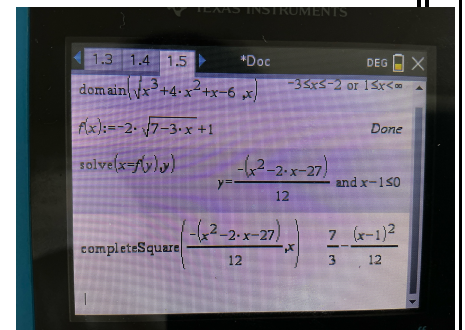 TEXAS INSTRUMENTS
1.3 1.4 1.5 *Doc DEG
domain(√x³+4·x²+x−6 ,x) −3≤x≤−2 or 1≤x<∞
f(x):=−2· √7−3·x +1 Done
solve(x=f(y),y) y=−(x²−2·x−27)/12 and x−1≤0
completeSquare(−(x²−2·x−27)/12,x) 7/3−(x−1)²/12